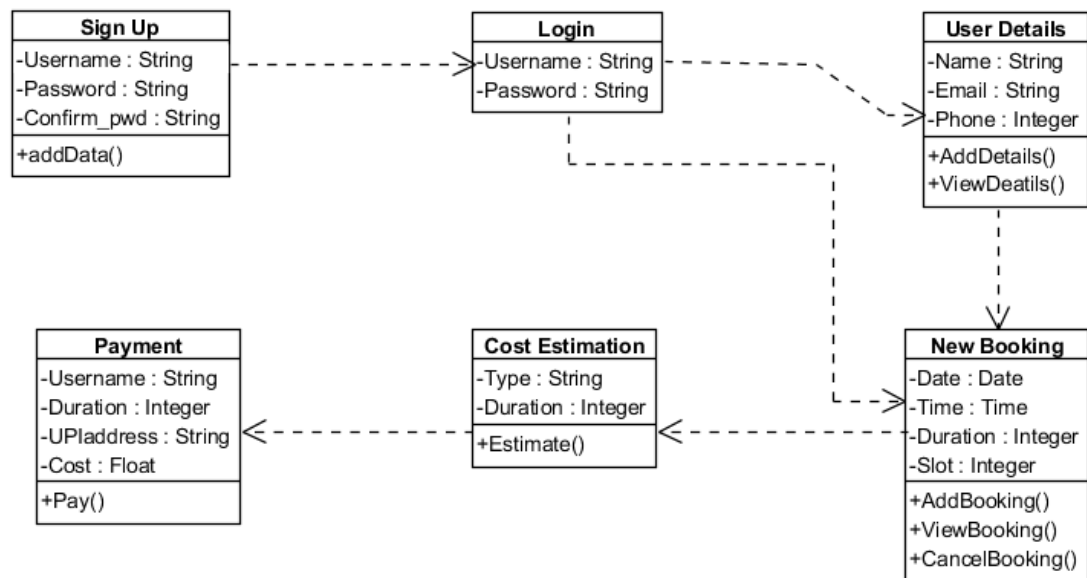 Sign Up
-Username : String
-Password : String
-Confirm_pwd : String
+addData()
Login
-Username : String
-Password : String
User Details
-Name : String
-Email : String
-Phone : Integer
+AddDetails()
+ViewDeatils()
Payment
-Username : String
-Duration : Integer
-UPIaddress : String
-Cost : Float
+Pay()
Cost Estimation
-Type : String
-Duration : Integer
+Estimate()
New Booking
-Date : Date
-Time : Time
-Duration : Integer
-Slot : Integer
+AddBooking()
+ViewBooking()
+CancelBooking()